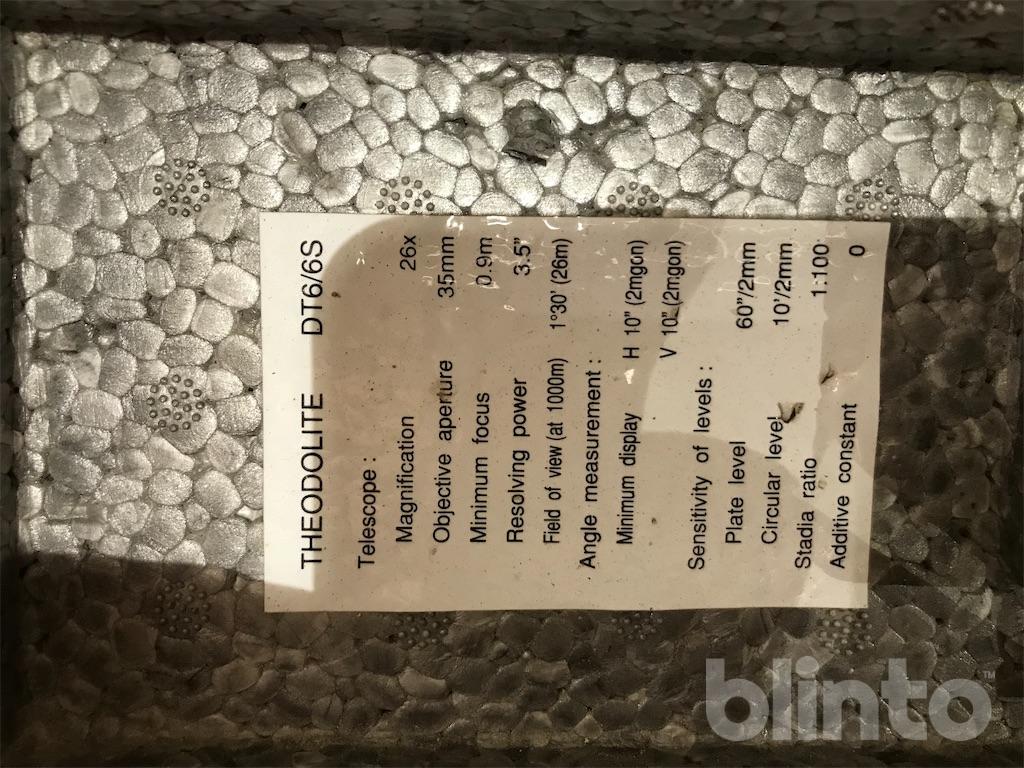 THEODOLITE DT6/6S
Telescope :
Magnification 26x
Objective aperture 35mm
Minimum focus 0.9m
Resolving power 3.5"
Field of view (at 1000m) 1°30' (26m)
Angle measurement :
Minimum display H 10" (2mgon)
V 10" (2mgon)
Sensitivity of levels :
Plate level 60"/2mm
Circular level 10'/2mm
Stadia ratio 1:100
Additive constant 0
blinto™